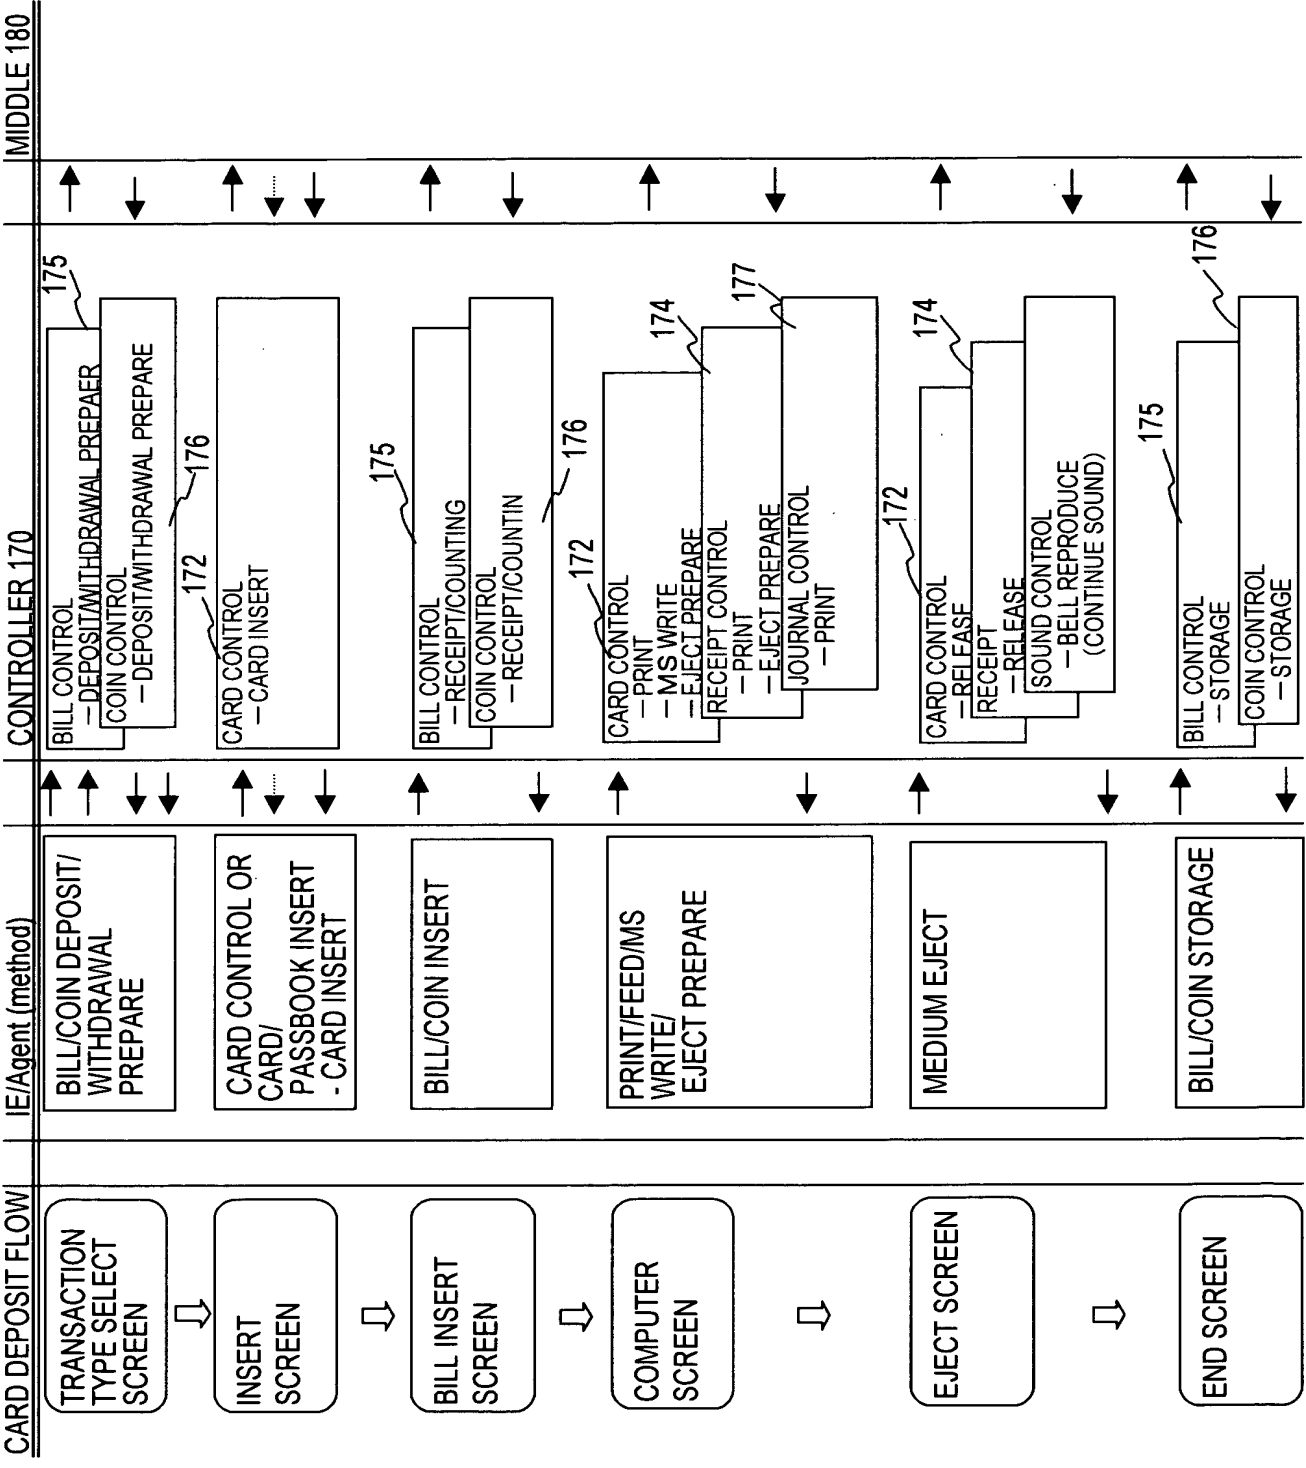 CARD DEPOSIT FLOW
IE/Agent (method)
CONTROLLER 170
MIDDLE 180
TRANSACTION
TYPE SELECT
SCREEN
BILL/COIN DEPOSIT/
WITHDRAWAL
PREPARE
BILL CONTROL
– DEPOSIT/WITHDRAWAL PREPAER
COIN CONTROL
– DEPOSIT/WITHDRAWAL PREPARE
175
176
INSERT
SCREEN
CARD CONTROL OR
CARD/
PASSBOOK INSERT
- CARD INSERT
172
CARD CONTROL
– CARD INSERT
BILL INSERT
SCREEN
BILL/COIN INSERT
175
BILL CONTROL
– RECEIPT/COUNTING
COIN CONTROL
– RECEIPT/COUNTIN
176
COMPUTER
SCREEN
PRINT/FEED/MS
WRITE/
EJECT PREPARE
172
CARD CONTROL
– PRINT
– MS WRITE
– EJECT PREPARE
174
RECEIPT CONTROL
– PRINT
– EJECT PREPARE
177
JOURNAL CONTROL
– PRINT
EJECT SCREEN
MEDIUM EJECT
172
CARD CONTROL
– RELEASE
174
RECEIPT
– RELEASE
SOUND CONTROL
– BELL REPRODUCE
(CONTINUE SOUND)
END SCREEN
BILL/COIN STORAGE
175
BILL CONTROL
– STORAGE
176
COIN CONTROL
– STORAGE